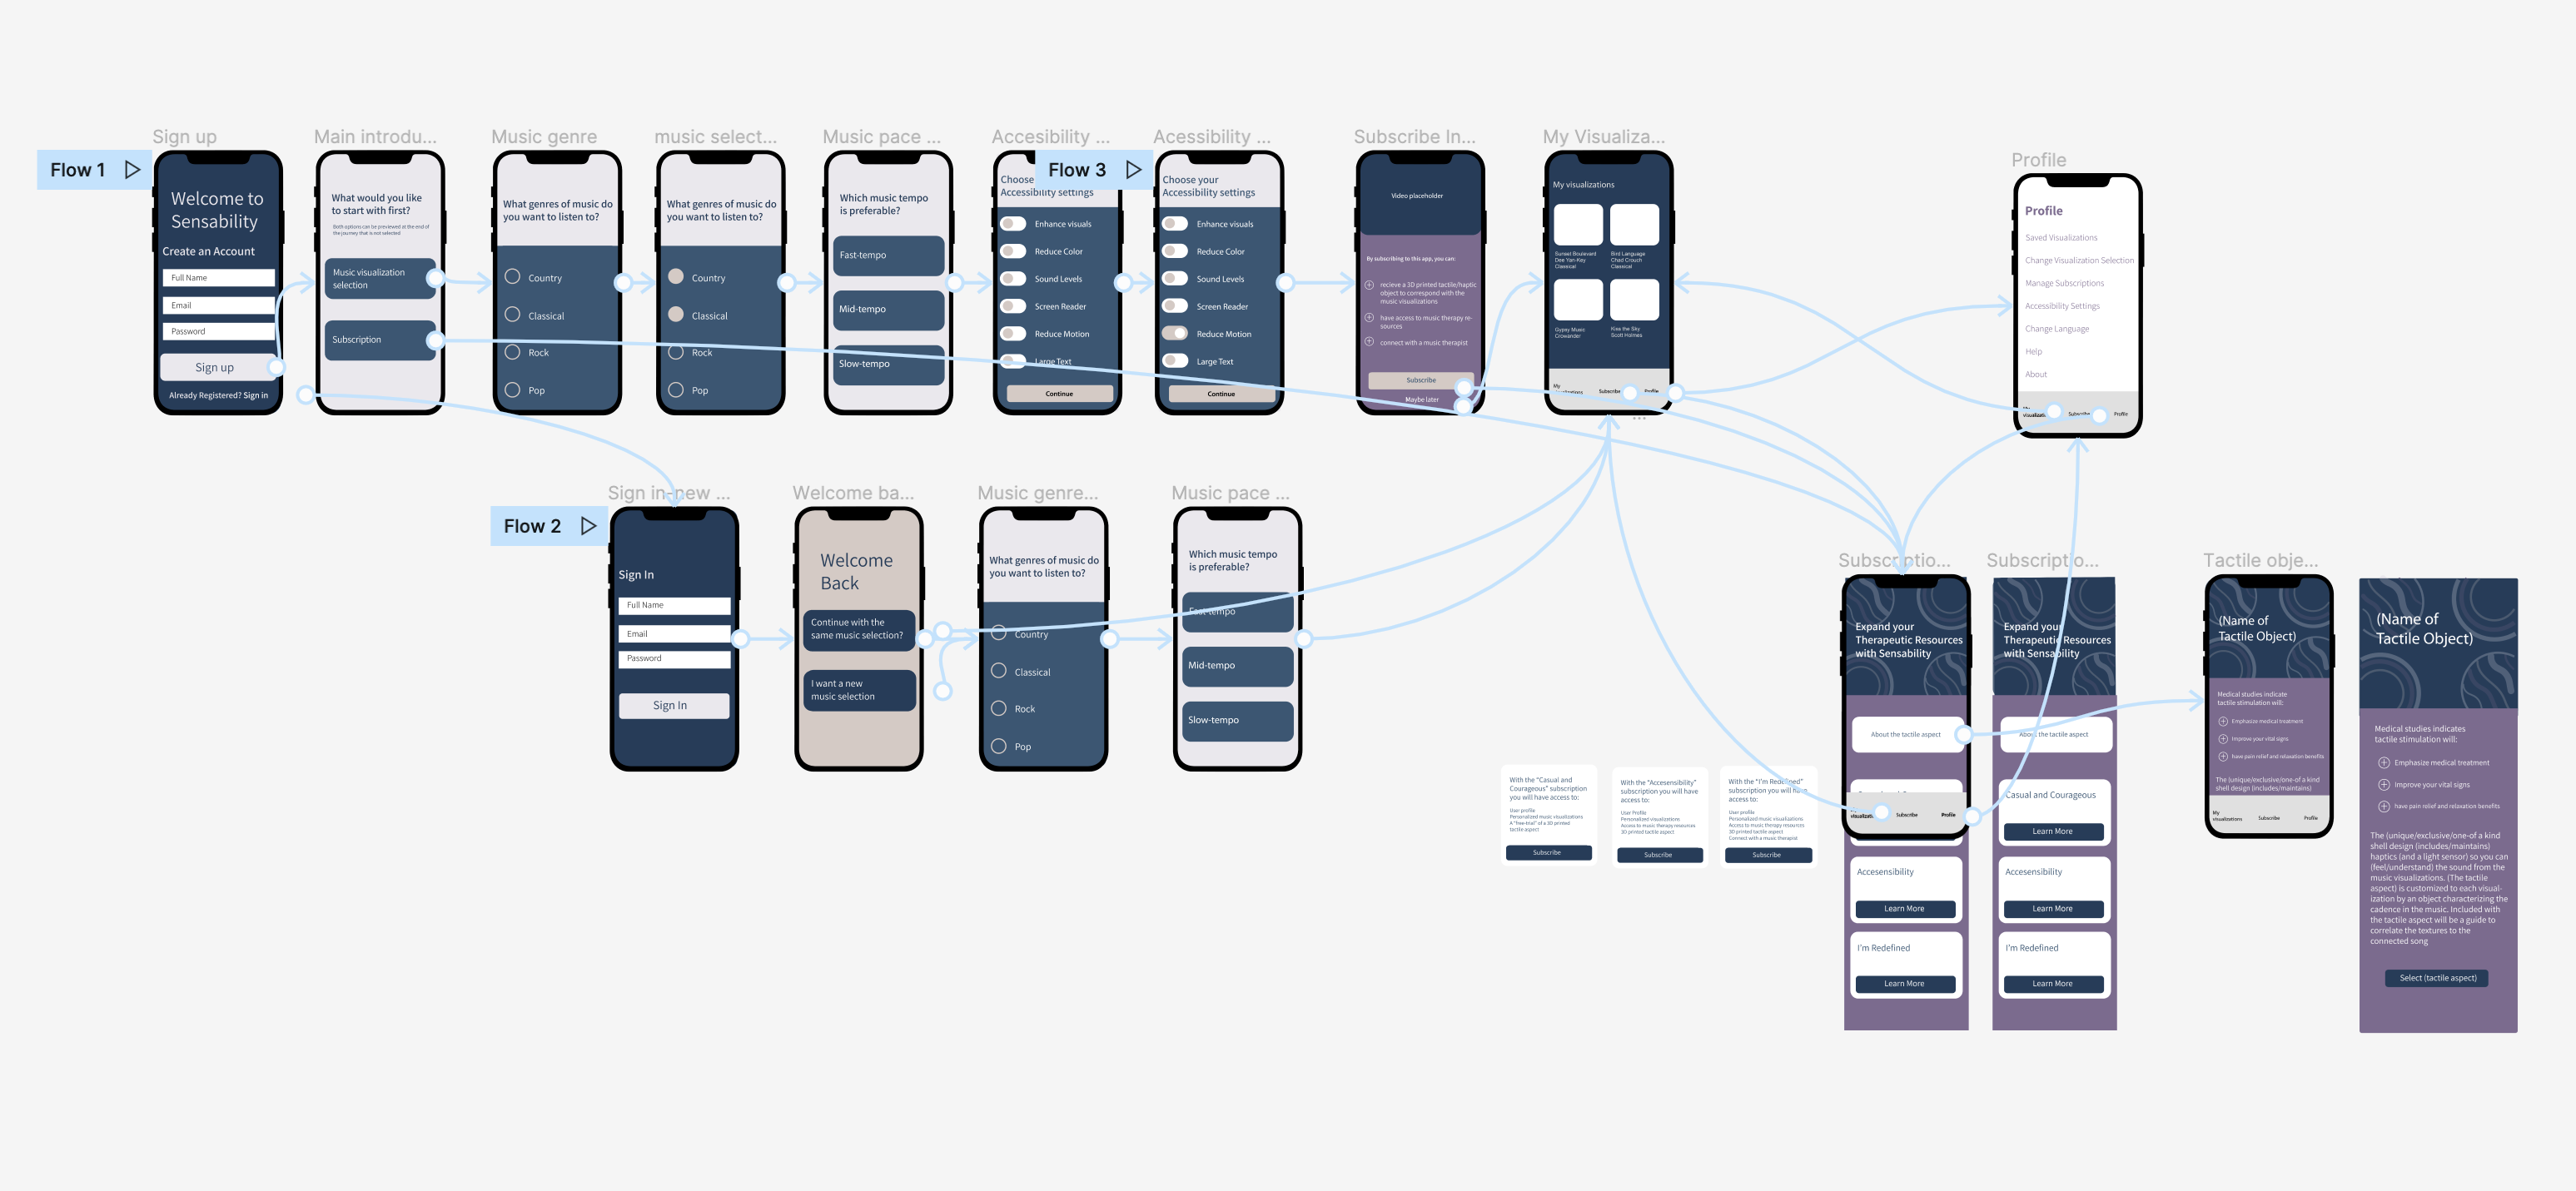 Sign up
Flow 1
Welcome to
Sensability
Create an Account
Full Name
Email
Password
Sign up
Already Registered? Sign in
Main introdu...
What would you like
to start with first?
Both options can be previewed at the end of
the journey that is not selected
Music visualization
selection
Subscription
Music genre
What genres of music do
you want to listen to?
Country
Classical
Rock
Pop
music select...
What genres of music do
you want to listen to?
Country
Classical
Rock
Pop
Music pace ...
Which music tempo
is preferable?
Fast-tempo
Mid-tempo
Slow-tempo
Accesibility ...
Choose
Accessibility settings
Enhance visuals
Reduce Color
Sound Levels
Screen Reader
Reduce Motion
Large Text
Continue
Flow 3
Acessibility ...
Choose your
Accessibility settings
Enhance visuals
Reduce Color
Sound Levels
Screen Reader
Reduce Motion
Large Text
Continue
Subscribe In...
Video placeholder
By subscribing to this app, you can:
recieve a 3D printed tactile/haptic
object to correspond with the
music visualizations
have access to music therapy re-
sources
connect with a music therapist
Subscribe
Maybe later
My Visualiza...
My visualizations
Sunset Boulevard
Dee Yan-Key
Classical
Bird Language
Chad Crouch
Classical
Gypsy Music
Crowander
Kiss the Sky
Scott Holmes
My
visualizations
Subscribe
Profile
Profile
Profile
Saved Visualizations
Change Visualization Selection
Manage Subscriptions
Accessibility Settings
Change Language
Help
About
My
visualizations
Subscribe
Profile
Sign in-new ...
Flow 2
Sign In
Full Name
Email
Password
Sign In
Welcome ba...
Welcome
Back
Continue with the
same music selection?
I want a new
music selection
Music genre...
What genres of music do
you want to listen to?
Country
Classical
Rock
Pop
Music pace ...
Which music tempo
is preferable?
Fast-tempo
Mid-tempo
Slow-tempo
With the "Casual and
Courageous" subscription
you will have access to:
User profile
Personalized music visualizations
A "free-trial" of a 3D printed
tactile aspect
Subscribe
With the "Accesensibility"
subscription you will have
access to:
User Profile
Personalized visualizations
Access to music therapy resources
3D printed tactile aspect
Subscribe
With the "I'm Redefined"
subscription you will have
access to:
User profile
Personalized music visualizations
Access to music therapy resources
3D printed tactile aspect
Connect with a music therapist
Subscribe
Subscriptio...
Expand your
Therapeutic Resources
with Sensability
About the tactile aspect
My
visualizations
Subscribe
Profile
Accesensibility
Learn More
I'm Redefined
Learn More
Subscriptio...
Expand your
Therapeutic Resources
with Sensability
About the tactile aspect
Casual and Courageous
Learn More
Accesensibility
Learn More
I'm Redefined
Learn More
Tactile obje...
(Name of
Tactile Object)
Medical studies indicate
tactile stimulation will:
Emphasize medical treatment
Improve your vital signs
have pain relief and relaxation benefits
The (unique/exclusive/one-of a kind
shell design (includes/maintains)
My
visualizations
Subscribe
Profile
(Name of
Tactile Object)
Medical studies indicates
tactile stimulation will:
Emphasize medical treatment
Improve your vital signs
have pain relief and relaxation benefits
The (unique/exclusive/one-of a kind
shell design (includes/maintains)
haptics (and a light sensor) so you can
(feel/understand) the sound from the
music visualizations. (The tactile
aspect) is customized to each visual-
ization by an object characterizing the
cadence in the music. Included with
the tactile aspect will be a guide to
correlate the textures to the
connected song
Select (tactile aspect)